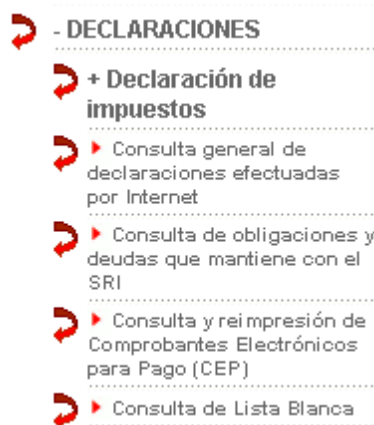 - DECLARACIONES
+ Declaración de
impuestos
Consulta general de
declaraciones efectuadas
por Internet
Consulta de obligaciones y
deudas que mantiene con el
SRI
Consulta y reimpresión de
Comprobantes Electrónicos
para Pago (CEP)
Consulta de Lista Blanca